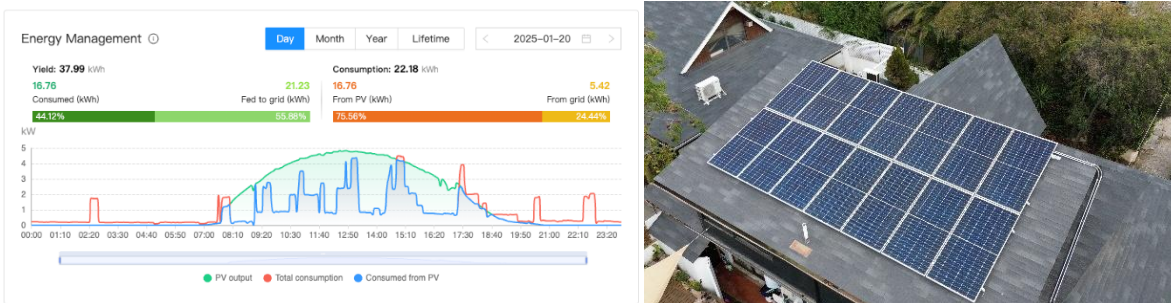 Energy Management
Day Month Year Lifetime
2025-01-20
Yield: 37.99 kWh
Consumption: 22.18 kWh
16.76 21.23
Consumed (kWh) Fed to grid (kWh)
44.12% 55.88%
16.76 5.42
From PV (kWh) From grid (kWh)
75.56% 24.44%
kW
5
4
3
2
1
0
00:00 01:10 02:20 03:30 04:40 05:50 07:00 08:10 09:20 10:30 11:40 12:50 14:00 15:10 16:20 17:30 18:40 19:50 21:00 22:10 23:20
PV output Total consumption Consumed from PV